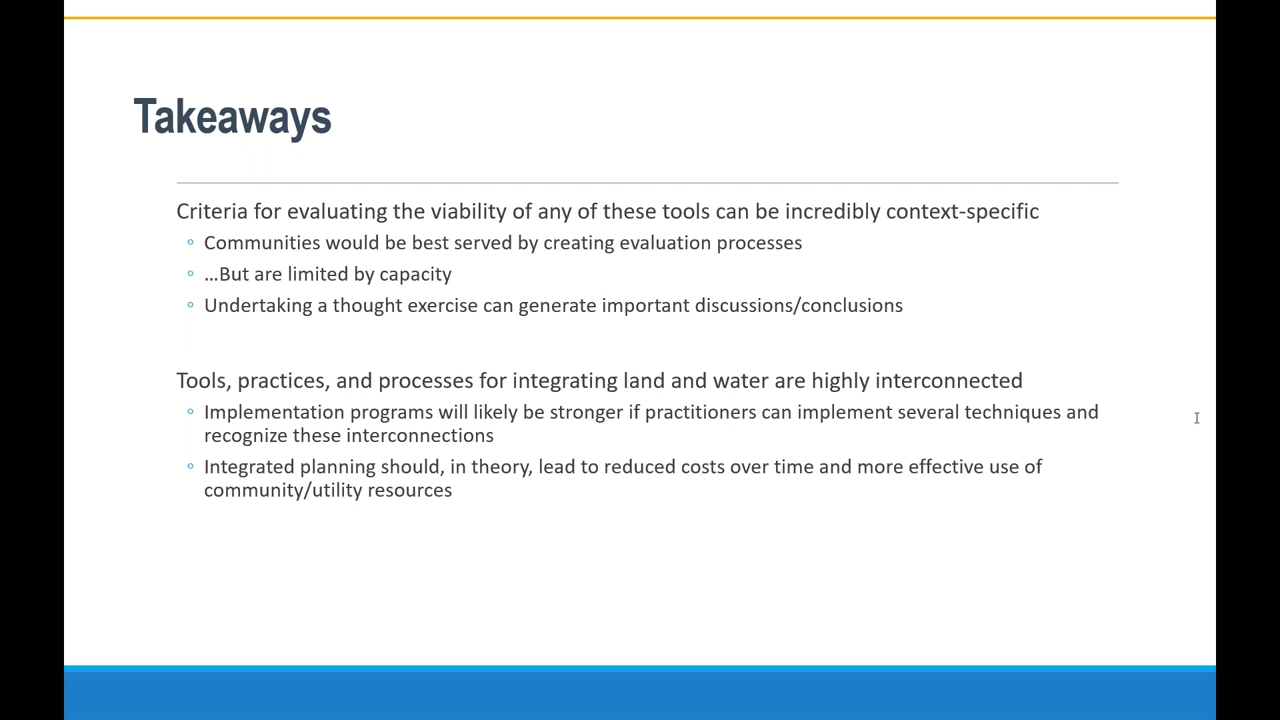 Takeaways
Criteria for evaluating the viability of any of these tools can be incredibly context-specific
◦ Communities would be best served by creating evaluation processes
◦ …But are limited by capacity
◦ Undertaking a thought exercise can generate important discussions/conclusions
Tools, practices, and processes for integrating land and water are highly interconnected
◦ Implementation programs will likely be stronger if practitioners can implement several techniques and
recognize these interconnections
◦ Integrated planning should, in theory, lead to reduced costs over time and more effective use of
community/utility resources